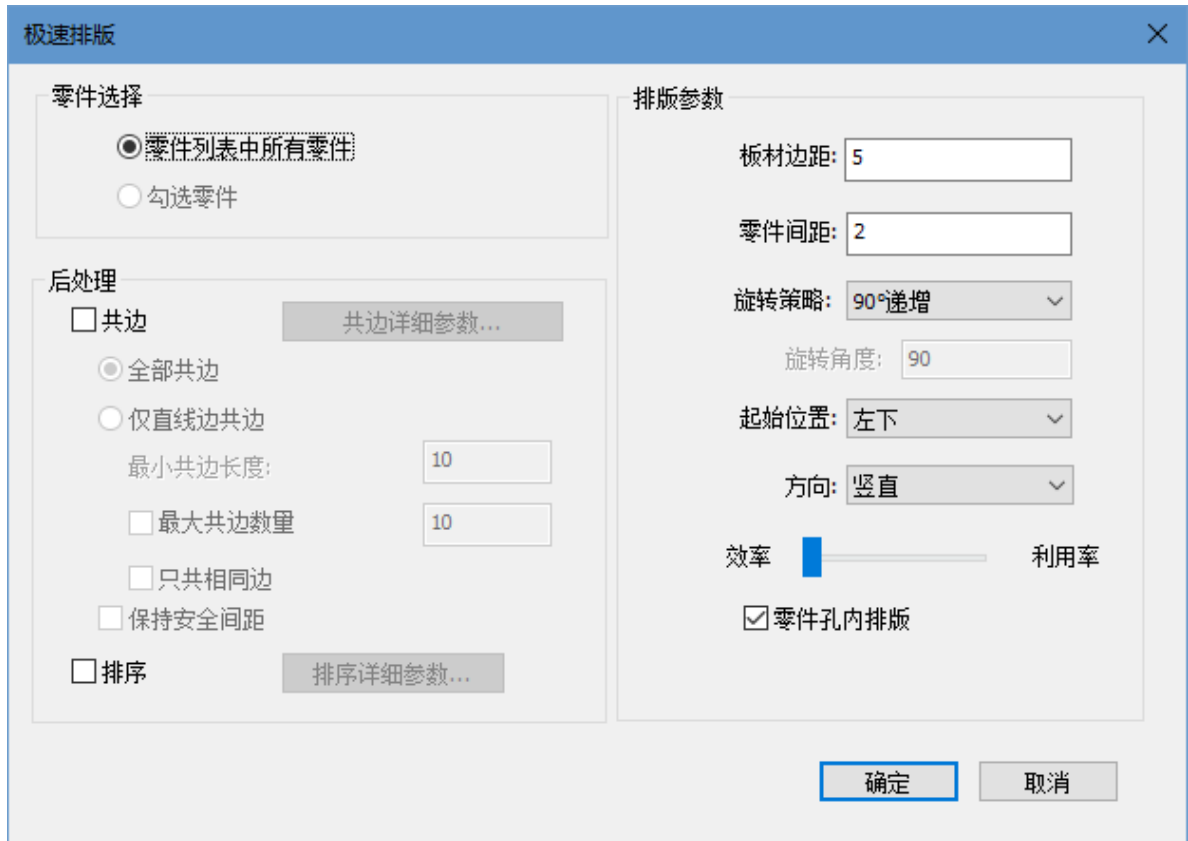 极速排版
零件选择
零件列表中所有零件
勾选零件
后处理
共边
共边详细参数...
全部共边
仅直线边共边
最小共边长度:
10
最大共边数量
10
只共相同边
保持安全间距
排序
排序详细参数...
排版参数
板材边距: 5
零件间距: 2
旋转策略: 90°递增
旋转角度: 90
起始位置: 左下
方向: 竖直
效率 利用率
零件孔内排版
确定 取消